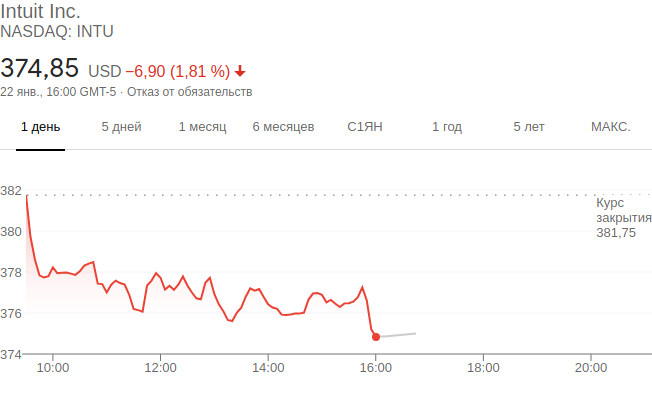 Intuit Inc.
NASDAQ: INTU
374,85 USD −6,90 (1,81 %)
22 янв., 16:00 GMT-5 · Отказ от обязательств
1 день 5 дней 1 месяц 6 месяцев С1ЯН 1 год 5 лет МАКС.
382
Курс
закрытия
381,75
380
378
376
374
10:00 12:00 14:00 16:00 18:00 20:00